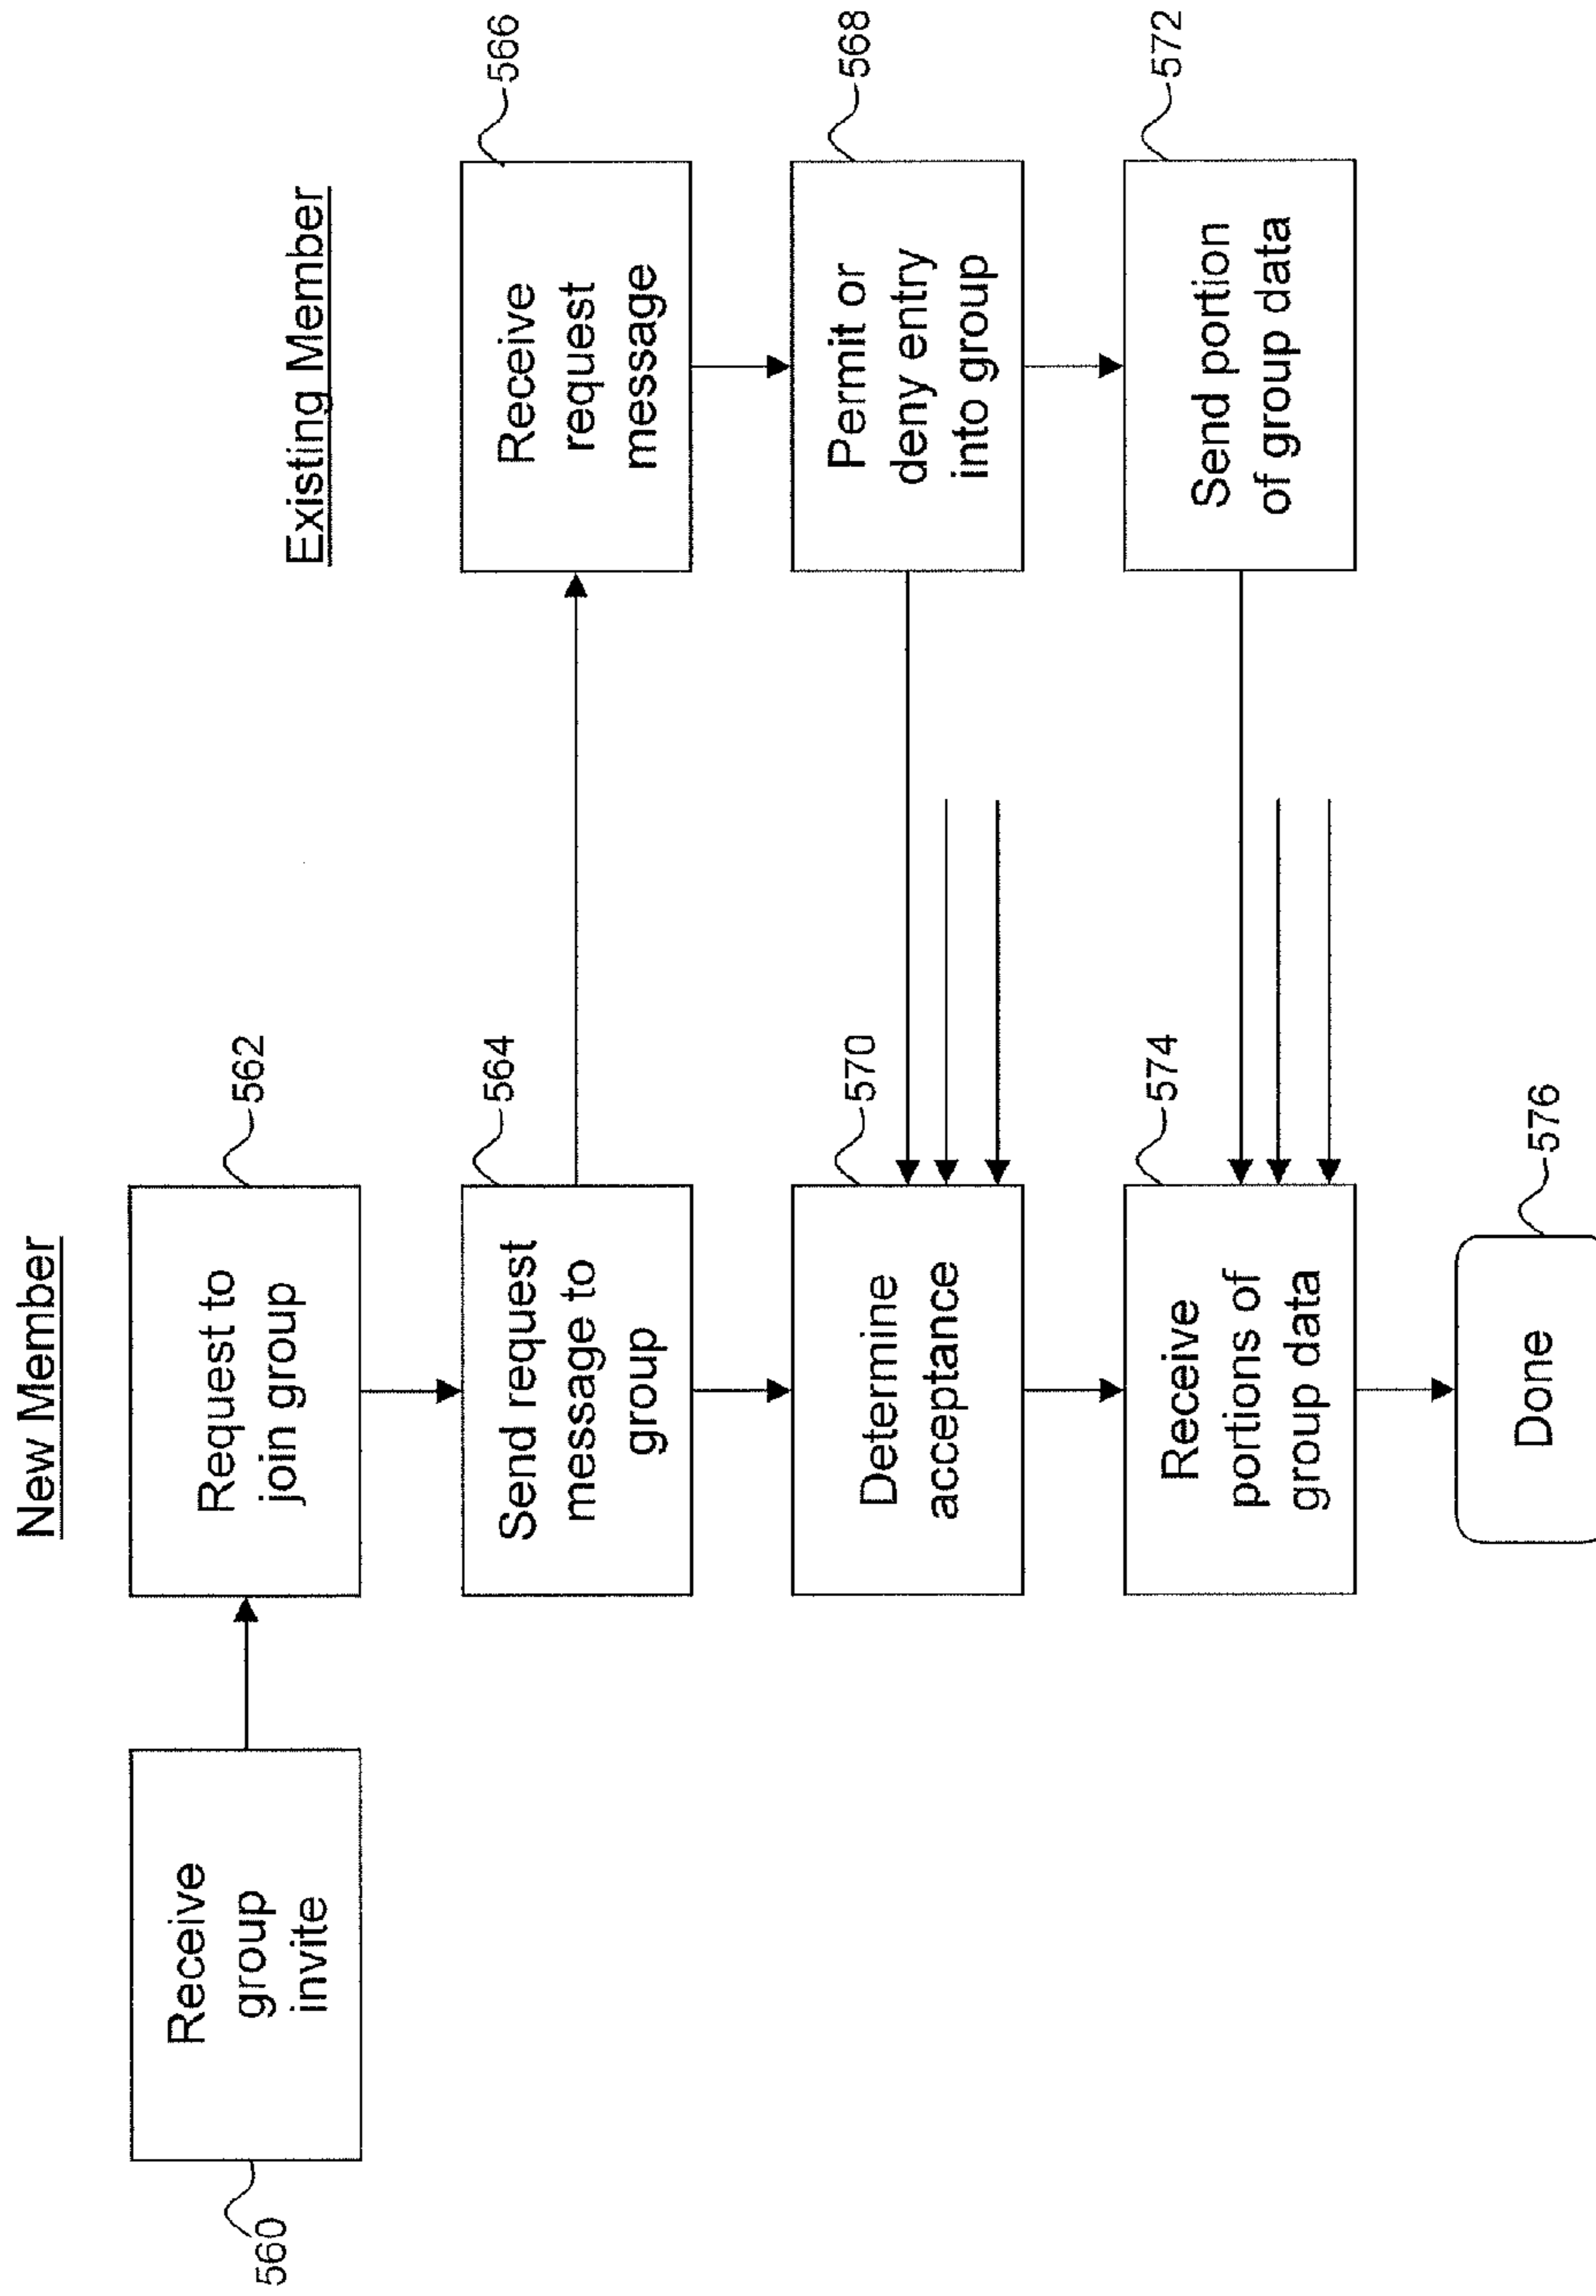 New Member
Existing Member
Receive
group
invite
560
Request to
join group
562
Send request
message to
group
564
Receive
request
message
566
Permit or
deny entry
into group
568
Determine
acceptance
570
Send portion
of group data
572
Receive
portions of
group data
574
Done
576